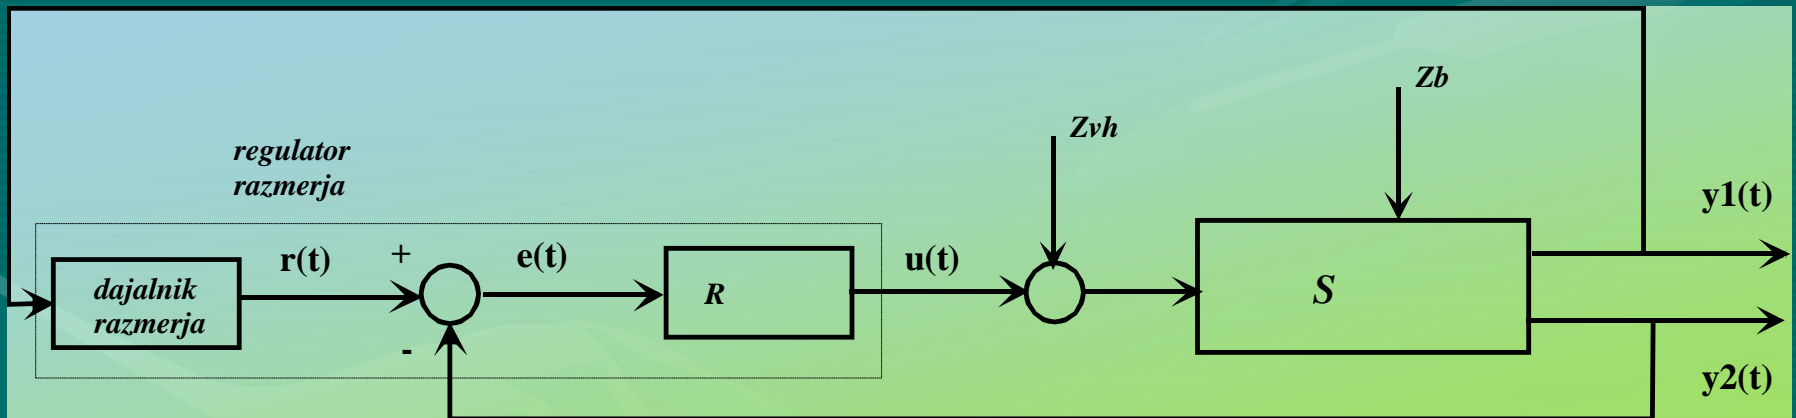 Zb
Zvh
regulator
razmerja
y1(t)
r(t)
+
e(t)
u(t)
dajalnik
razmerja
R
S
-
y2(t)